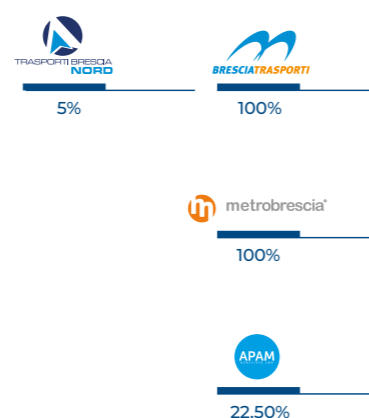 TRASPORTI BRESCIA
NORD
5%
BRESCIATRASPORTI
100%
m metrobrescia
100%
APAM
22.50%